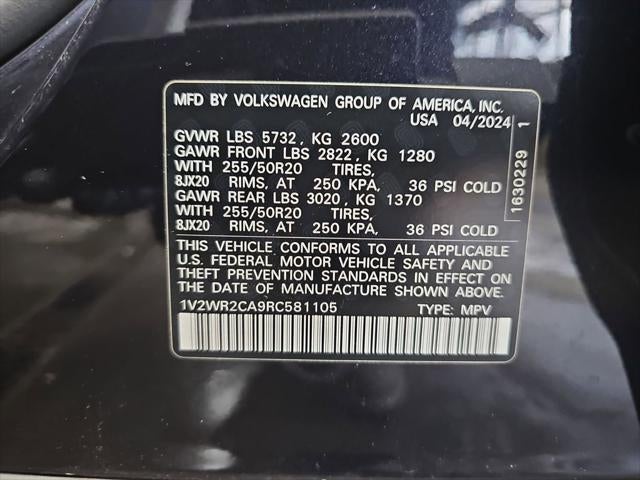 MFD BY VOLKSWAGEN GROUP OF AMERICA, INC.
USA 04/2024
GVWR LBS 5732 , KG 2600
GAWR FRONT LBS 2822 , KG 1280
WITH 255/50R20 TIRES,
8JX20 RIMS, AT 250 KPA, 36 PSI COLD
GAWR REAR LBS 3020 , KG 1370
WITH 255/50R20 TIRES,
8JX20 RIMS, AT 250 KPA, 36 PSI COLD
THIS VEHICLE CONFORMS TO ALL APPLICABLE
U.S. FEDERAL MOTOR VEHICLE SAFETY AND
THEFT PREVENTION STANDARDS IN EFFECT ON
THE DATE OF MANUFACTURE SHOWN ABOVE.
1V2WR2CA9RC581105 TYPE: MPV
1630229 1